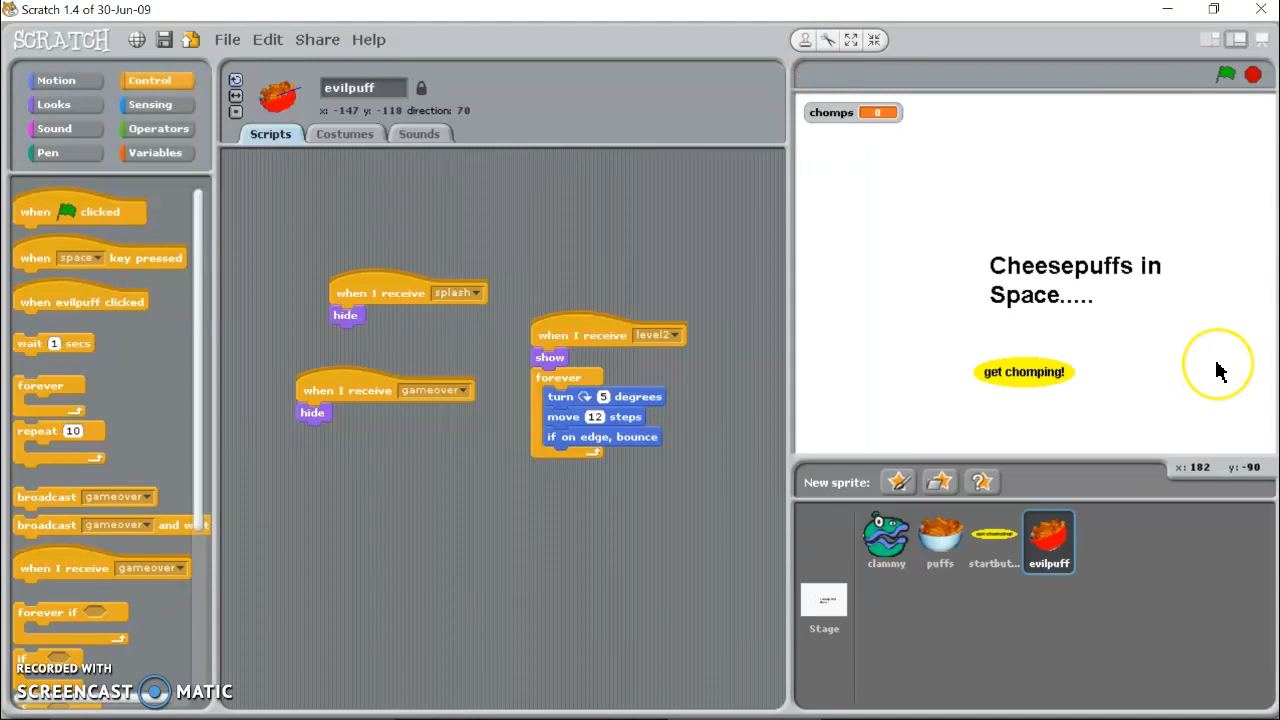 Scratch 1.4 of 30-Jun-09
SCRATCH
File Edit Share Help
Motion Control
Looks Sensing
Sound Operators
Pen Variables
when clicked
when space key pressed
when evilpuff clicked
wait 1 secs
forever
repeat 10
broadcast gameover
broadcast gameover and wait
when I receive gameover
forever if
if
RECORDED WITH
SCREENCAST MATIC
evilpuff
x: -147 y: -118 direction: 70
Scripts Costumes Sounds
when I receive splash
hide
when I receive gameover
hide
when I receive level2
show
forever
turn 5 degrees
move 12 steps
if on edge, bounce
chomps 0
Cheesepuffs in
Space.....
get chomping!
x: 182 y: -90
New sprite:
get chomping!
clammy puffs startbut... evilpuff
Stage